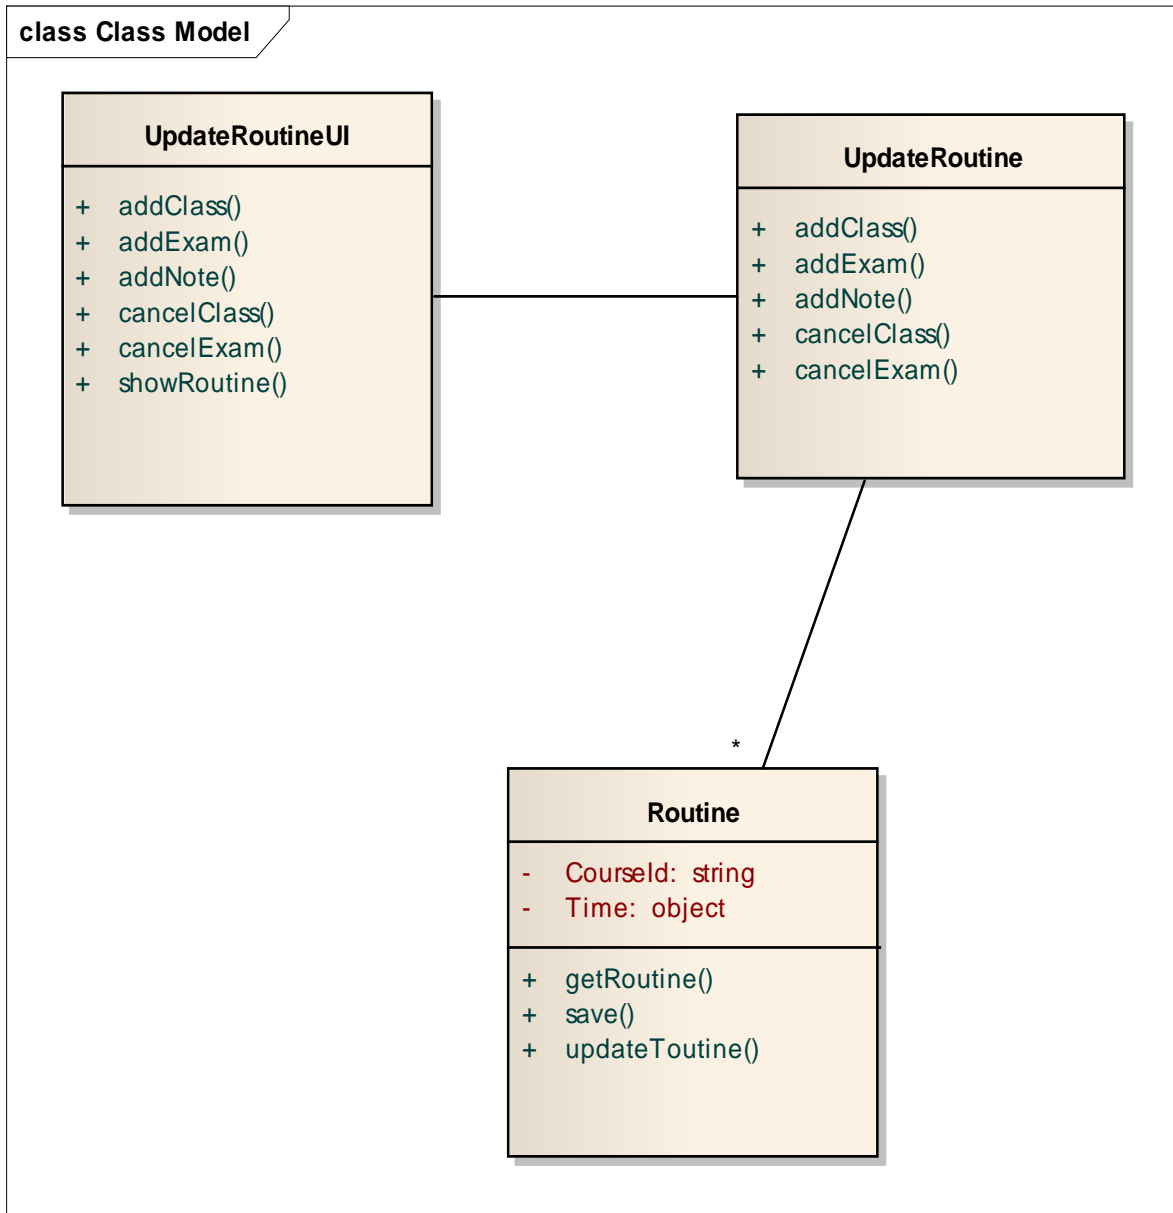 class Class Model
UpdateRoutineUI
+ addClass()
+ addExam()
+ addNote()
+ cancelClass()
+ cancelExam()
+ showRoutine()
UpdateRoutine
+ addClass()
+ addExam()
+ addNote()
+ cancelClass()
+ cancelExam()
*
Routine
- CourseId: string
- Time: object
+ getRoutine()
+ save()
+ updateToutine()